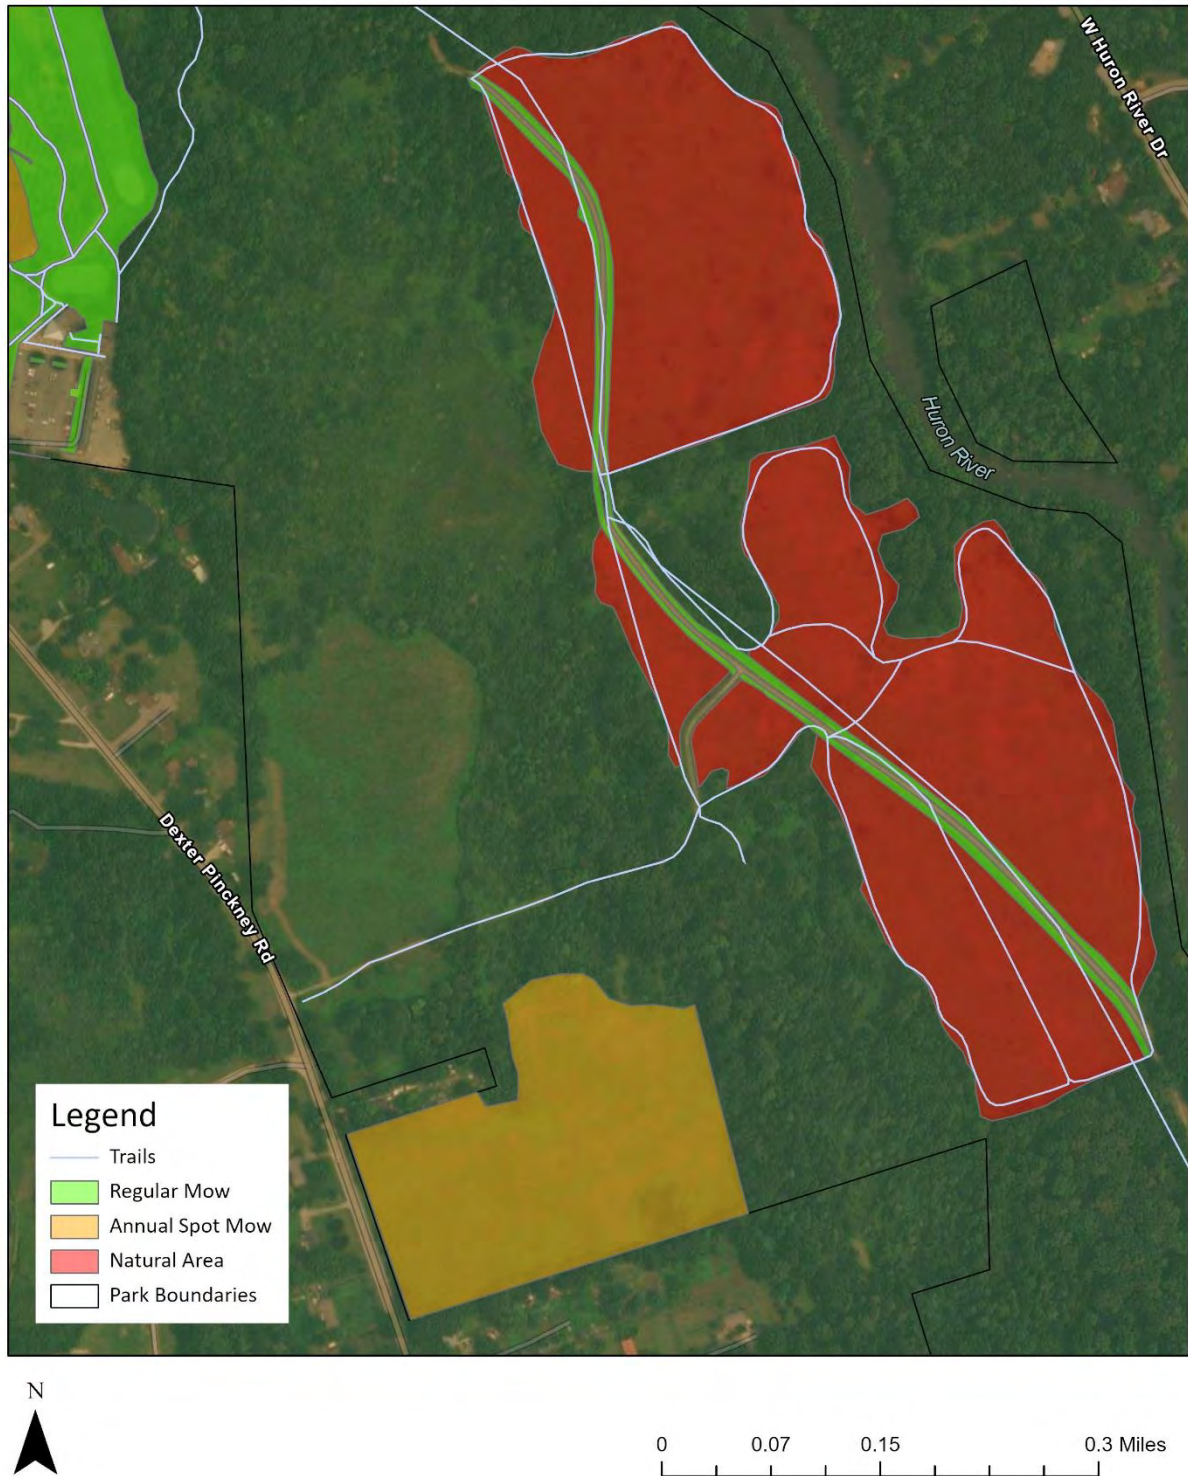 W Huron River Dr
Huron River
Dexter Pinckney Rd
Legend
Trails
Regular Mow
Annual Spot Mow
Natural Area
Park Boundaries
N
0 0.07 0.15 0.3 Miles